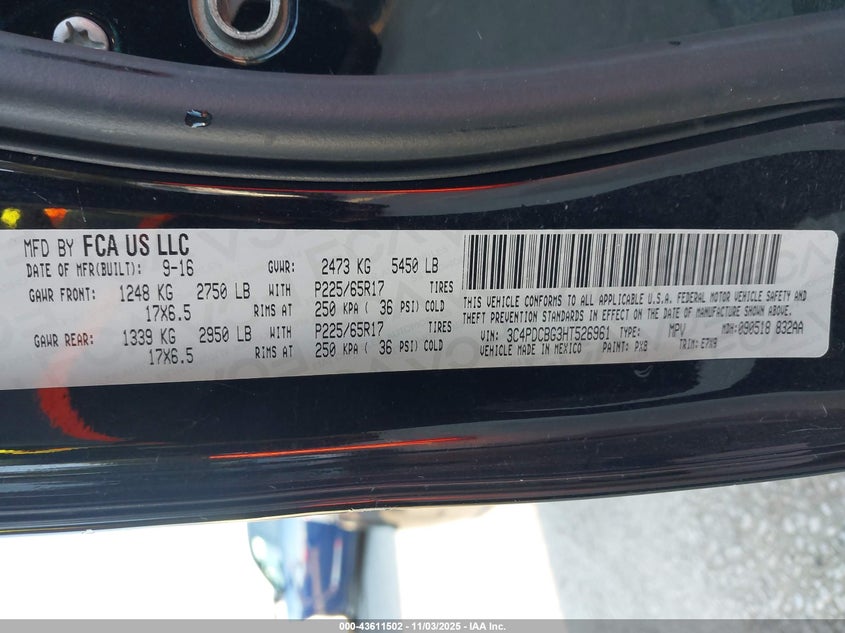 MFD BY FCA US LLC
DATE OF MFR(BUILT): 9-16 GVWR: 2473 KG 5450 LB
GAWR FRONT: 1248 KG 2750 LB WITH P225/65R17 TIRES
17X6.5 RIMS AT 250 KPA ( 36 PSI) COLD
GAWR REAR: 1339 KG 2950 LB WITH P225/65R17 TIRES
17X6.5 RIMS AT 250 KPA ( 36 PSI) COLD
THIS VEHICLE CONFORMS TO ALL APPLICABLE U.S.A. FEDERAL MOTOR VEHICLE SAFETY AND
THEFT PREVENTION STANDARDS IN EFFECT ON THE DATE OF MANUFACTURE SHOWN ABOVE.
VIN: 3C4PDCBG3HT526961 TYPE: MPV MDH: 090518 832AA
VEHICLE MADE IN MEXICO PAINT: PX8 TRIM: E7X9
000-43611502 - 11/03/2025 - IAA Inc.